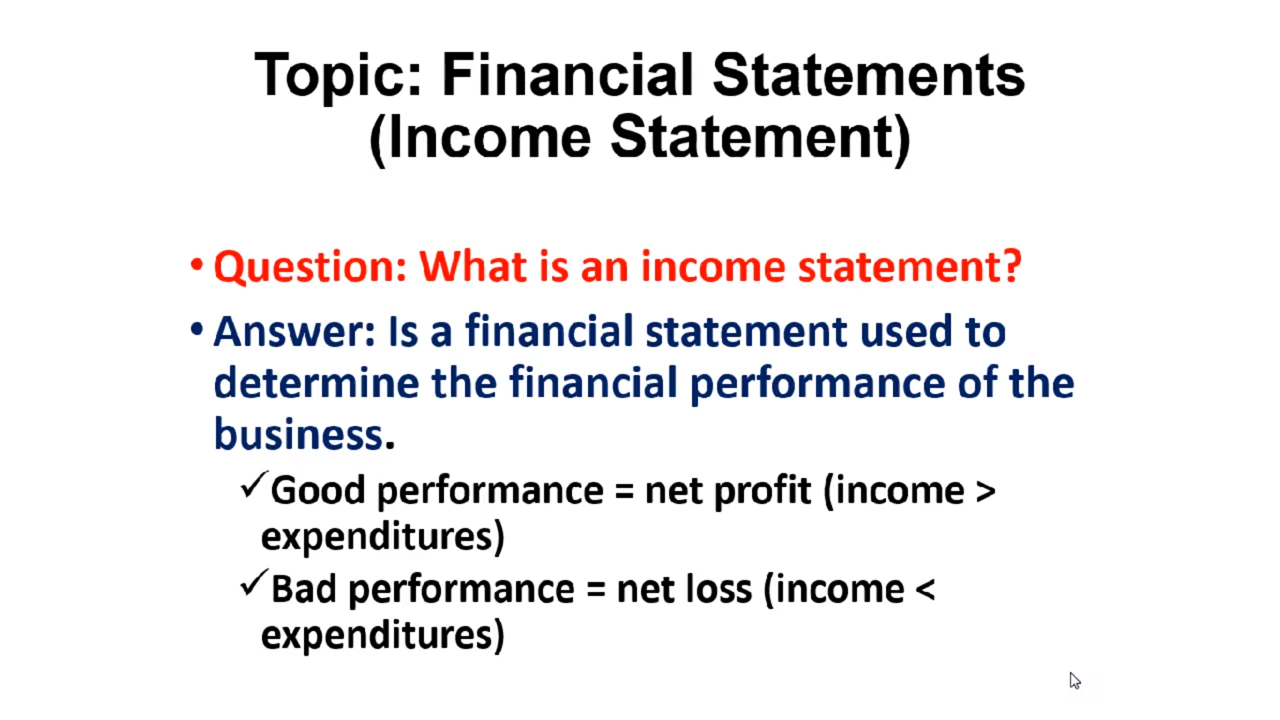 Topic: Financial Statements
(Income Statement)
• Question: What is an income statement?
• Answer: Is a financial statement used to
determine the financial performance of the
business.
✓Good performance = net profit (income >
expenditures)
✓Bad performance = net loss (income <
expenditures)